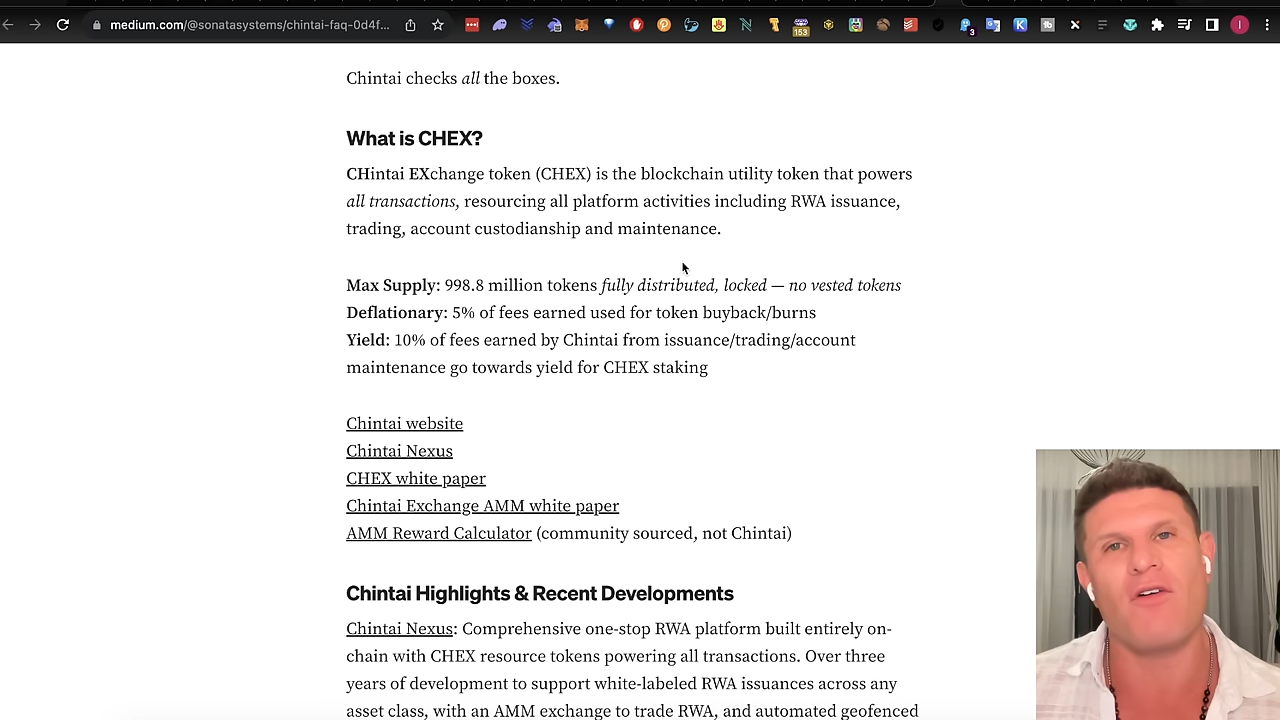 medium.com/@sonatasystems/chintai-faq-0d4f...
153
3
K
I
Chintai checks all the boxes.
What is CHEX?
CHintai EXchange token (CHEX) is the blockchain utility token that powers
all transactions, resourcing all platform activities including RWA issuance,
trading, account custodianship and maintenance.
Max Supply: 998.8 million tokens fully distributed, locked — no vested tokens
Deflationary: 5% of fees earned used for token buyback/burns
Yield: 10% of fees earned by Chintai from issuance/trading/account
maintenance go towards yield for CHEX staking
Chintai website
Chintai Nexus
CHEX white paper
Chintai Exchange AMM white paper
AMM Reward Calculator (community sourced, not Chintai)
Chintai Highlights & Recent Developments
Chintai Nexus: Comprehensive one-stop RWA platform built entirely on-
chain with CHEX resource tokens powering all transactions. Over three
years of development to support white-labeled RWA issuances across any
asset class, with an AMM exchange to trade RWA, and automated geofenced